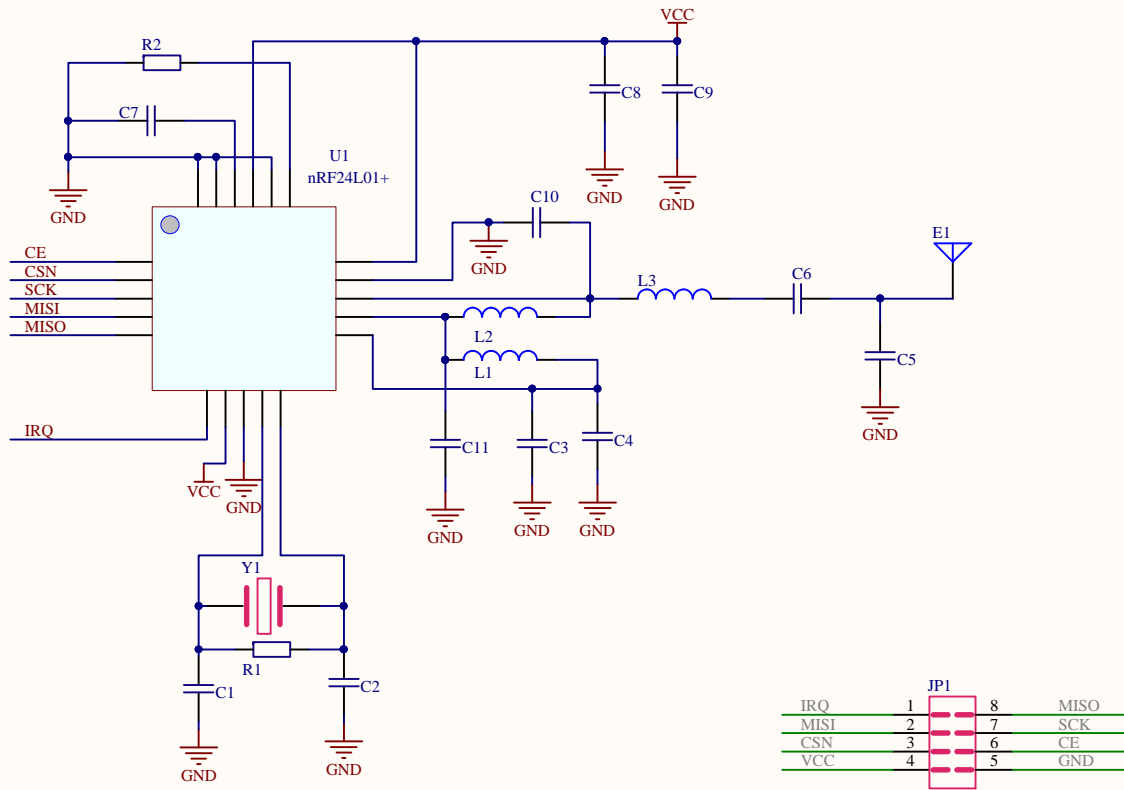 VCC
R2
C8
C9
C7
U1
nRF24L01+
GND
GND
GND
C10
CE
CSN
SCK
MISI
MISO
GND
E1
L3
C6
L2
L1
C5
IRQ
C11
C3
C4
GND
VCC
GND
GND
GND
GND
Y1
R1
C1
C2
GND
GND
JP1
IRQ 1 8 MISO
MISI 2 7 SCK
CSN 3 6 CE
VCC 4 5 GND